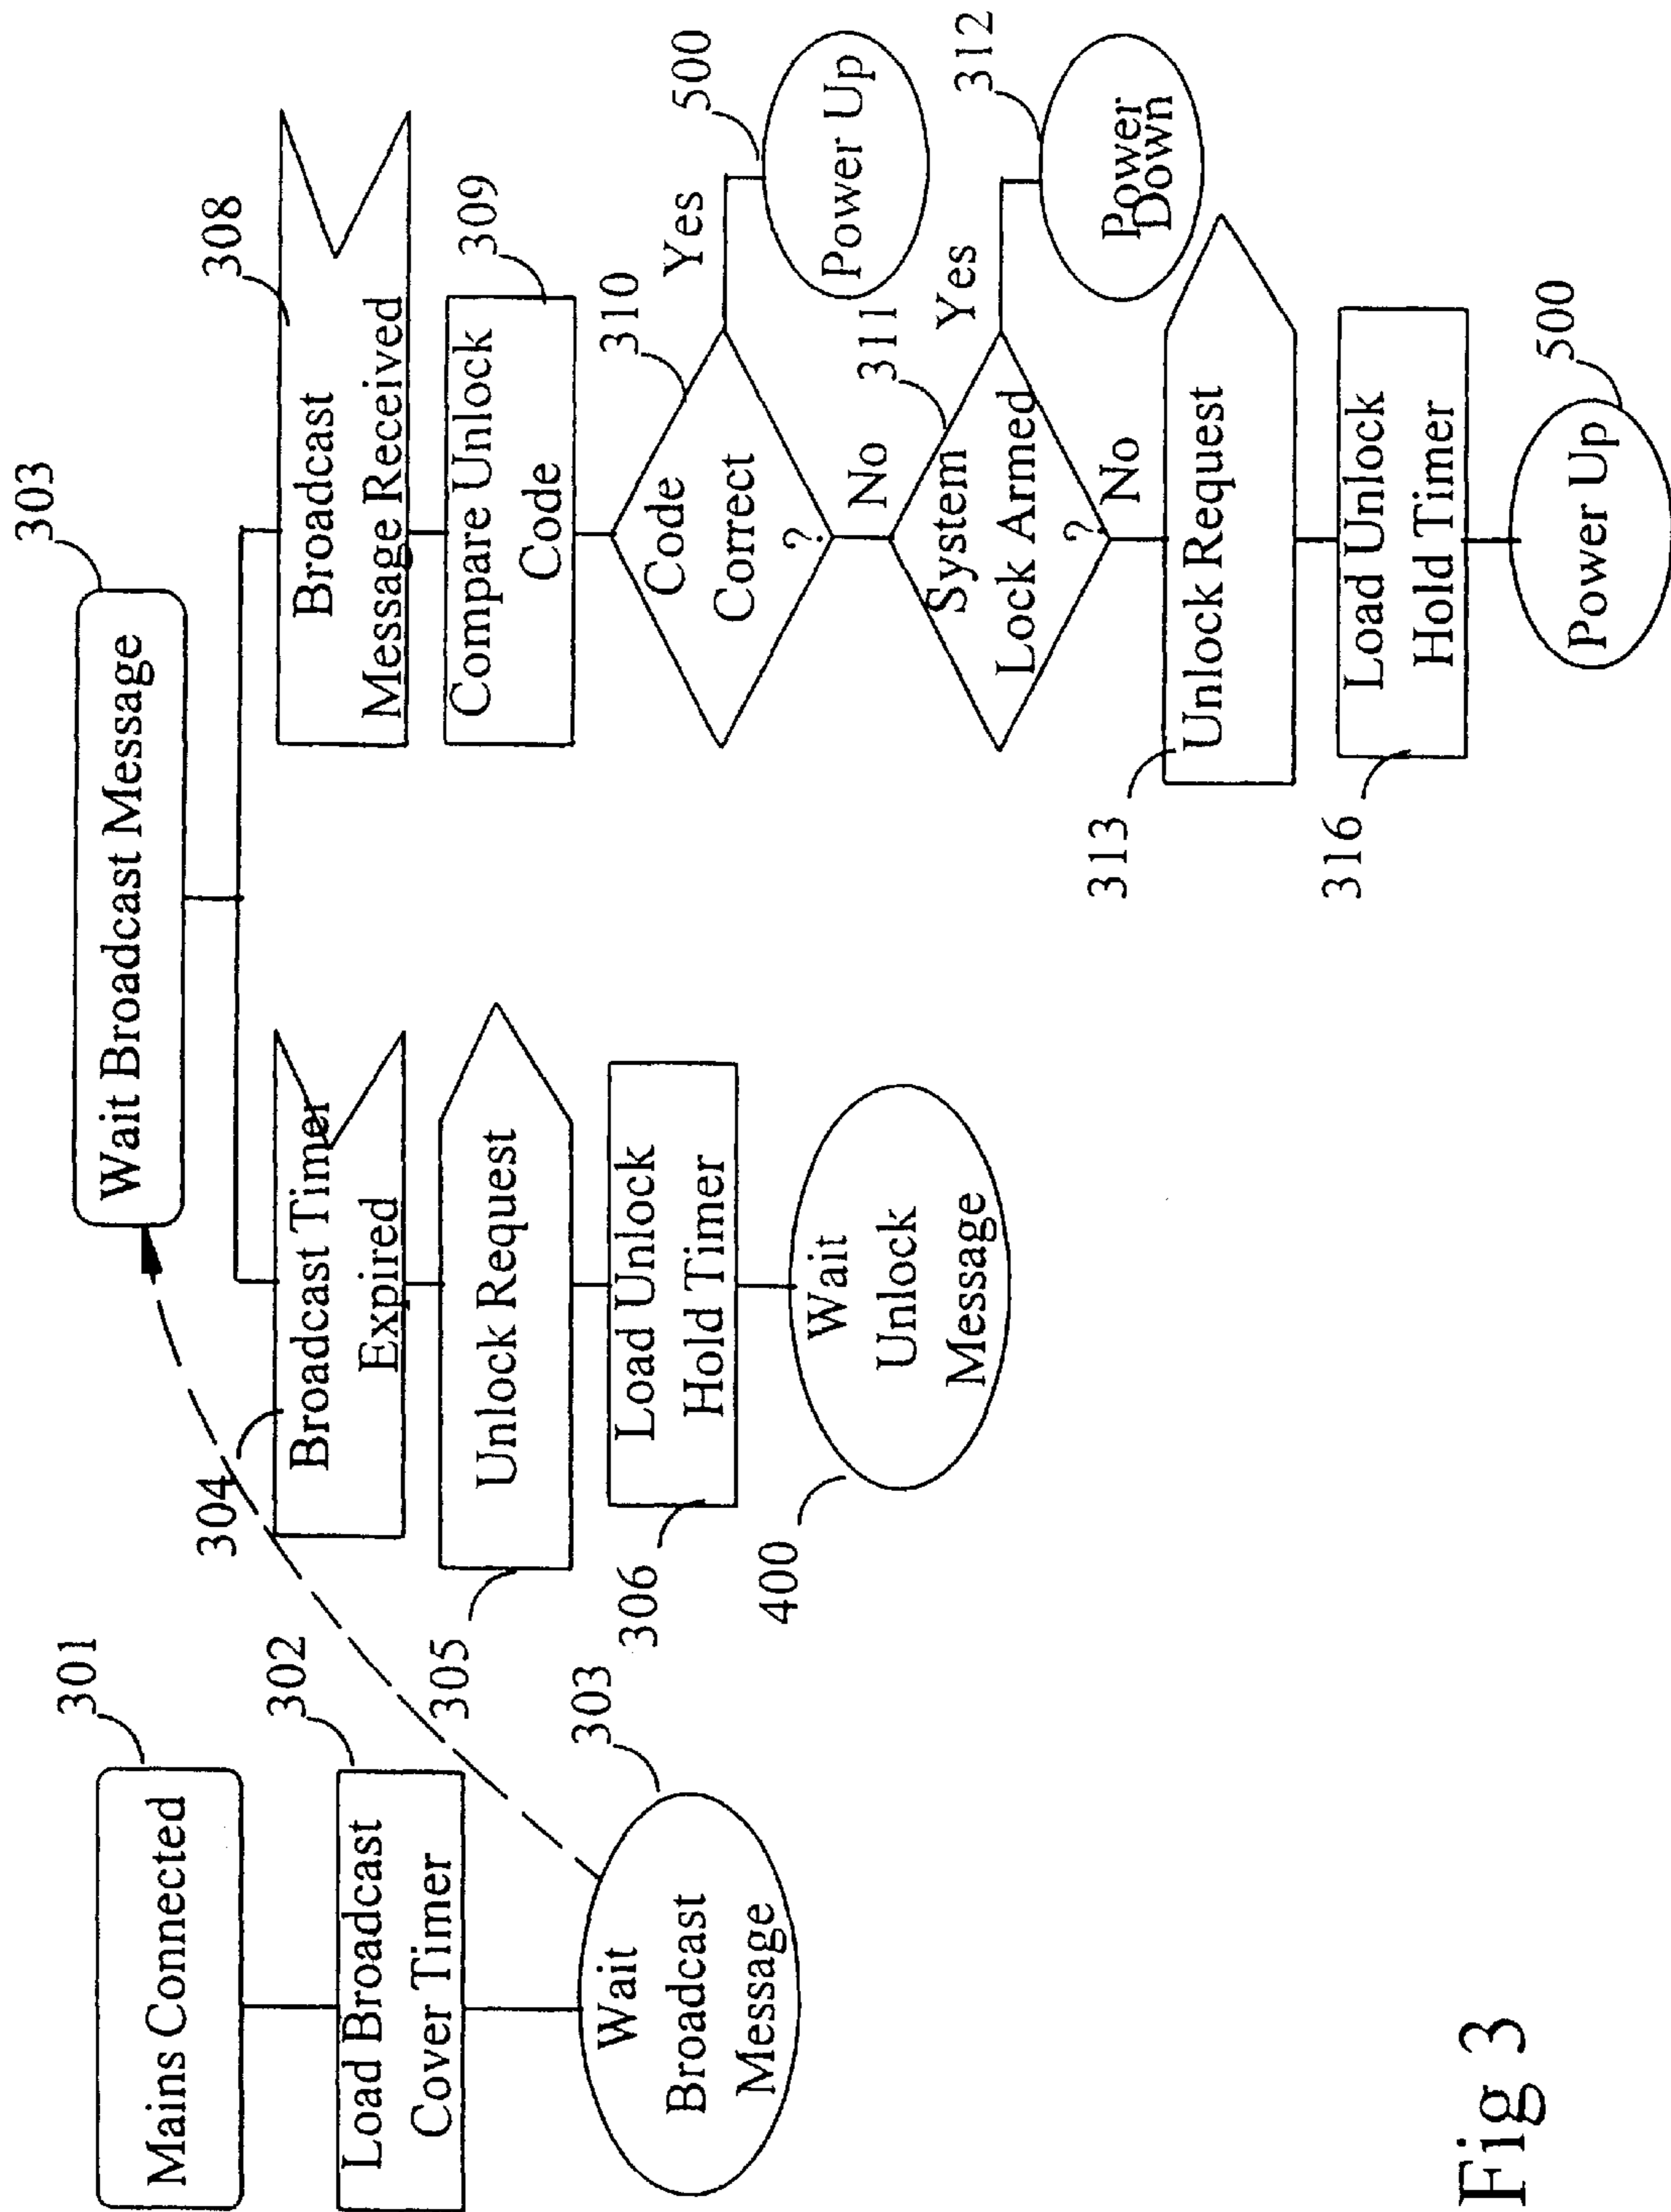 301
Mains Connected
302
Load Broadcast
Cover Timer
303
Wait
Broadcast
Message
303
Wait Broadcast Message
304
Broadcast Timer
Expired
305
Unlock Request
306
Load Unlock
Hold Timer
400
Wait
Unlock
Message
308
Broadcast
Message Received
309
Compare Unlock
Code
310
Code
Correct
?
Yes
500
Power Up
No
311
System
Lock Armed
?
Yes
312
Power
Down
No
313
Unlock Request
316
Load Unlock
Hold Timer
500
Power Up
Fig 3